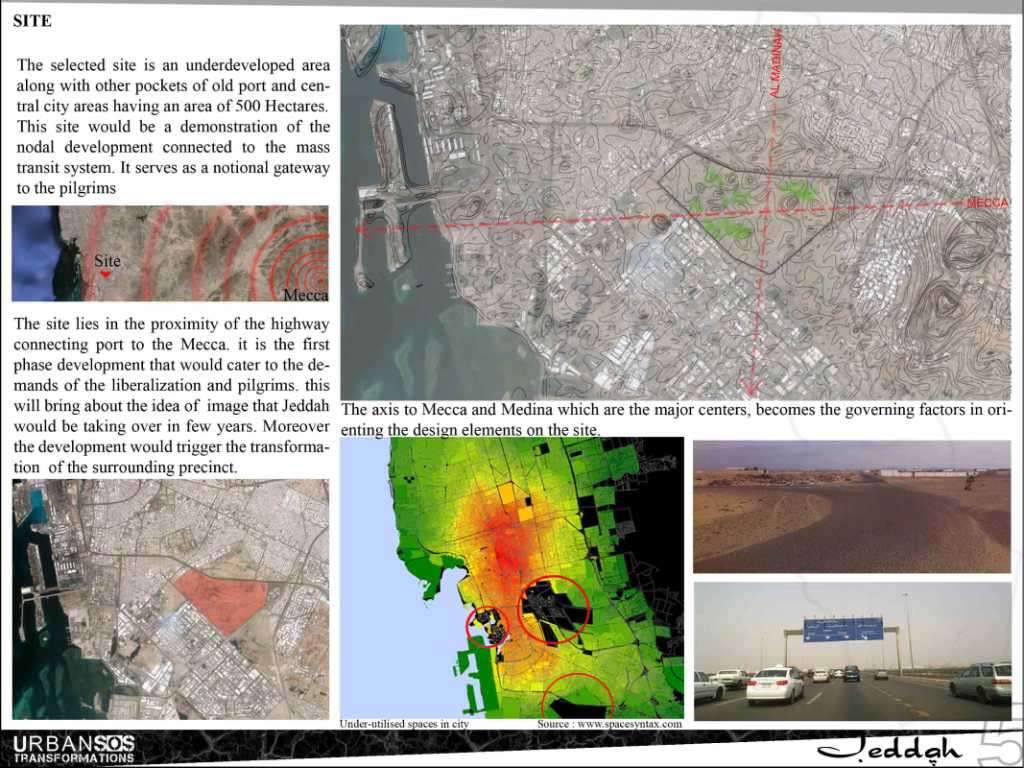 SITE
The selected site is an underdeveloped area
along with other pockets of old port and cen-
tral city areas having an area of 500 Hectares.
This site would be a demonstration of the
nodal development connected to the mass
transit system. It serves as a notional gateway
to the pilgrims
Site
Mecca
The site lies in the proximity of the highway
connecting port to the Mecca. it is the first
phase development that would cater to the de-
mands of the liberalization and pilgrims. this
will bring about the idea of image that Jeddah
would be taking over in few years. Moreover
the development would trigger the transforma-
tion of the surrounding precinct.
AL MADINAH
MECCA
The axis to Mecca and Medina which are the major centers, becomes the governing factors in ori-
enting the design elements on the site.
Under-utilised spaces in city
Source : www.spacesyntax.com
URBANSOS
TRANSFORMATIONS
Jeddah
5